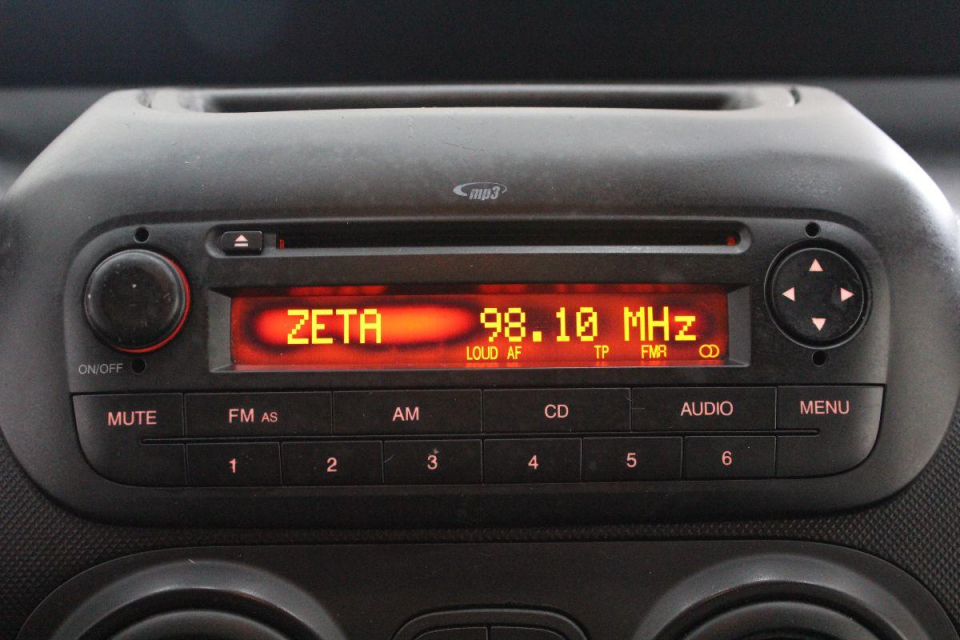 mp3
ZETA 98.10 MHz
LOUD AF TP FMR
ON/OFF
MUTE FM AS AM CD AUDIO MENU
1 2 3 4 5 6